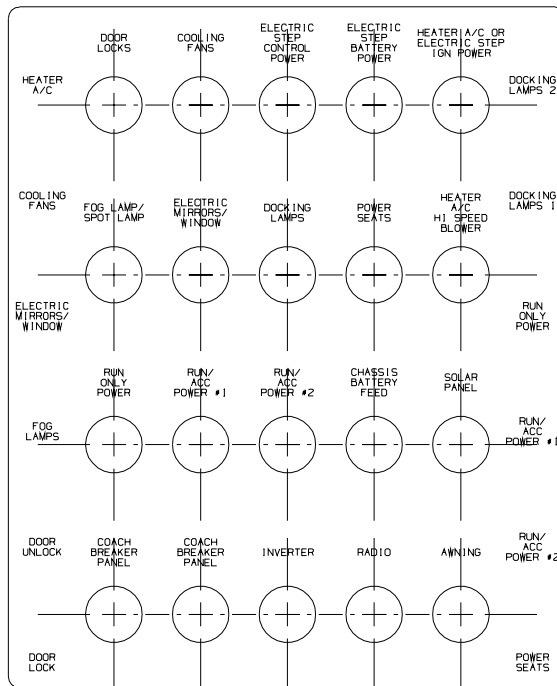 DOOR
LOCKS
COOLING
FANS
ELECTRIC
STEP
CONTROL
POWER
ELECTRIC
STEP
BATTERY
POWER
HEATER/A/C OR
ELECTRIC STEP
IGN POWER
HEATER
A/C
DOCKING
LAMPS 2
COOLING
FANS
FOG LAMP/
SPOT LAMP
ELECTRIC
MIRRORS/
WINDOW
DOCKING
LAMPS
POWER
SEATS
HEATER
A/C
HI SPEED
BLOWER
DOCKING
LAMPS 1
ELECTRIC
MIRRORS/
WINDOW
RUN
ONLY
POWER
RUN
ONLY
POWER
RUN/
ACC
POWER #1
RUN/
ACC
POWER #2
CHASSIS
BATTERY
FEED
SOLAR
PANEL
FOG
LAMPS
RUN/
ACC
POWER #1
DOOR
UNLOCK
COACH
BREAKER
PANEL
COACH
BREAKER
PANEL
INVERTER
RADIO
AWNING
RUN/
ACC
POWER #2
DOOR
LOCK
POWER
SEATS